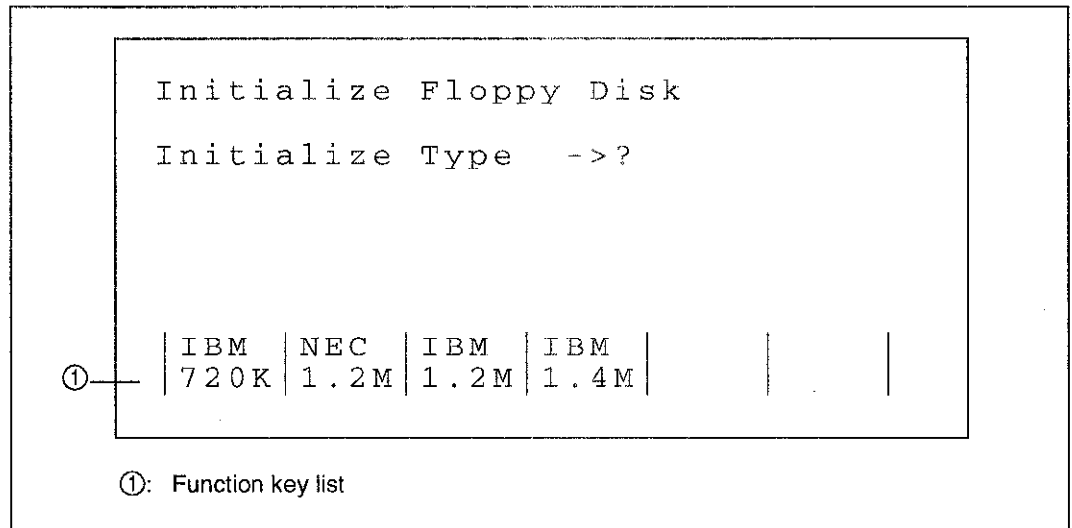 Initialize Floppy Disk
Initialize Type ->?
IBM NEC IBM IBM
① 720K 1.2M 1.2M 1.4M
①: Function key list